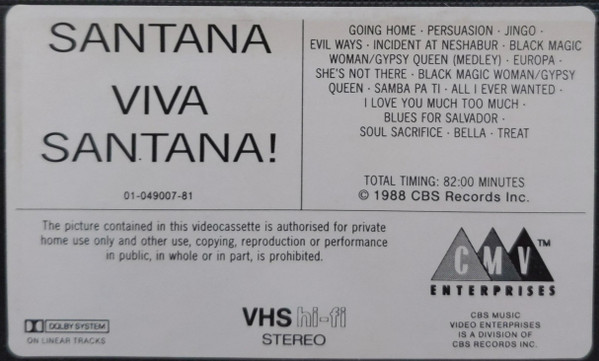 SANTANA
VIVA
SANTANA!
01-049007-81
GOING HOME · PERSUASION · JINGO ·
EVIL WAYS · INCIDENT AT NESHABUR · BLACK MAGIC
WOMAN/GYPSY QUEEN (MEDLEY) · EUROPA ·
SHE'S NOT THERE · BLACK MAGIC WOMAN/GYPSY
QUEEN · SAMBA PA TI · ALL I EVER WANTED ·
I LOVE YOU MUCH TOO MUCH ·
BLUES FOR SALVADOR ·
SOUL SACRIFICE · BELLA · TREAT
TOTAL TIMING: 82:00 MINUTES
© 1988 CBS Records Inc.
The picture contained in this videocassette is authorised for private
home use only and other use, copying, reproduction or performance
in public, in whole or in part, is prohibited.
DOLBY SYSTEM
ON LINEAR TRACKS
VHS hi-fi
STEREO
CMV™
ENTERPRISES
CBS MUSIC
VIDEO ENTERPRISES
IS A DIVISION OF
CBS RECORDS INC.